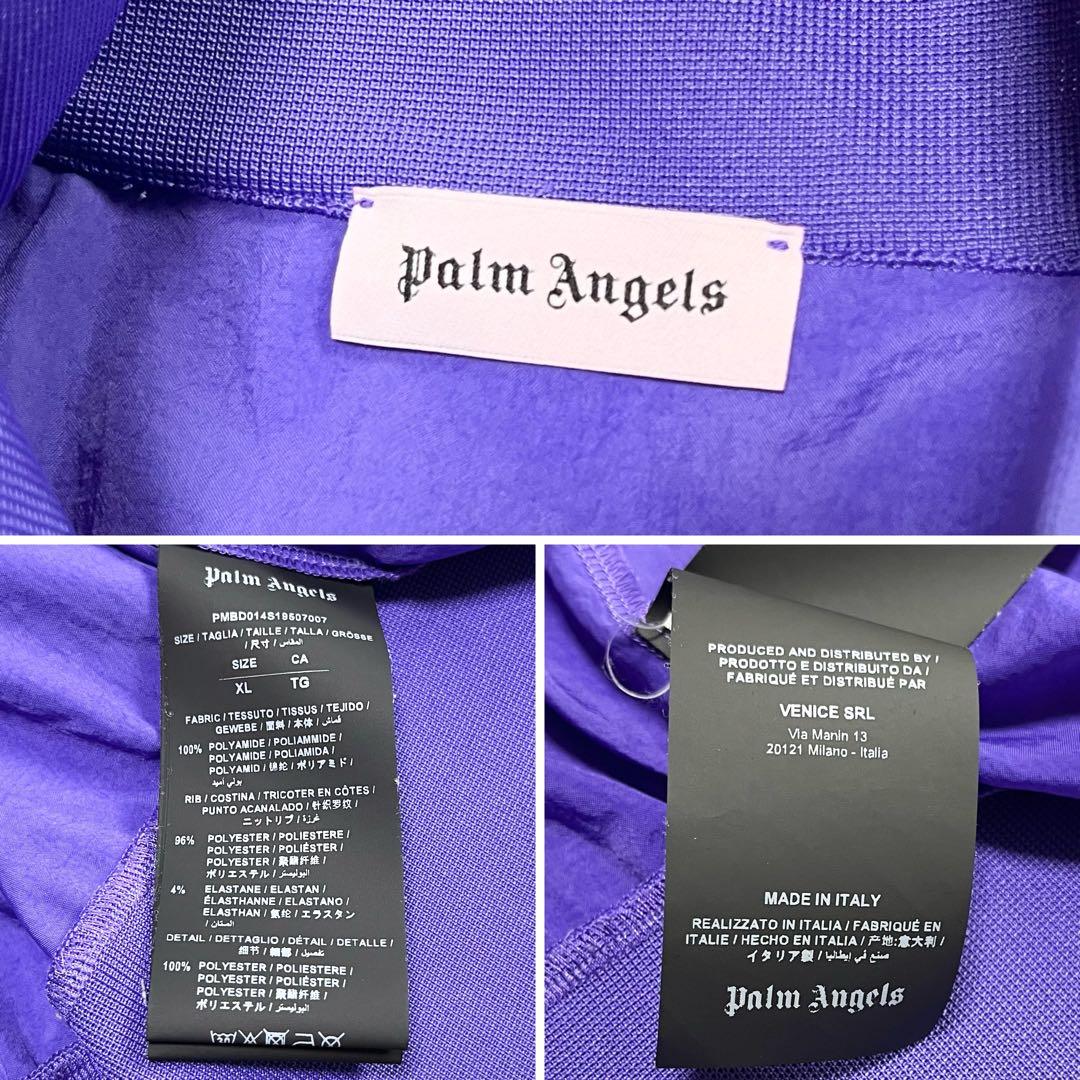 Palm Angels
Palm Angels
PMBD014S19507007
SIZE / TAGLIA / TAILLE / TALLA / GRÖSSE
/ 尺寸 / المقاس
SIZE CA
XL TG
FABRIC / TESSUTO / TISSUS / TEJIDO /
GEWEBE / 面料 / 本体 / قماش
100% POLYAMIDE / POLIAMMIDE /
POLYAMIDE / POLIAMIDA /
POLYAMID / 锦纶 / ポリアミド /
بولي اميد
RIB / COSTINA / TRICOTER EN CÔTES /
PUNTO ACANALADO / 针织罗纹 /
ニットリブ / غرزة
96% POLYESTER / POLIESTERE /
POLYESTER / POLIÉSTER /
POLYESTER / 聚酯纤维 /
ポリエステル / البوليستر
4% ELASTANE / ELASTAN /
ÉLASTHANNE / ELASTANO /
ELASTHAN / 氨纶 / エラスタン
/ الستان
DETAIL / DETTAGLIO / DÉTAIL / DETALLE /
细节 / 細部 / تفصيل
100% POLYESTER / POLIESTERE /
POLYESTER / POLIÉSTER /
POLYESTER / 聚酯纤维 /
ポリエステル / البوليستر
30
PRODUCED AND DISTRIBUTED BY /
PRODOTTO E DISTRIBUITO DA /
FABRIQUÉ ET DISTRIBUÉ PAR
VENICE SRL
Via Manin 13
20121 Milano - Italia
MADE IN ITALY
REALIZZATO IN ITALIA / FABRIQUÉ EN
ITALIE / HECHO EN ITALIA / 产地:意大利 /
イタリア製 / صنع في إيطاليا
Palm Angels